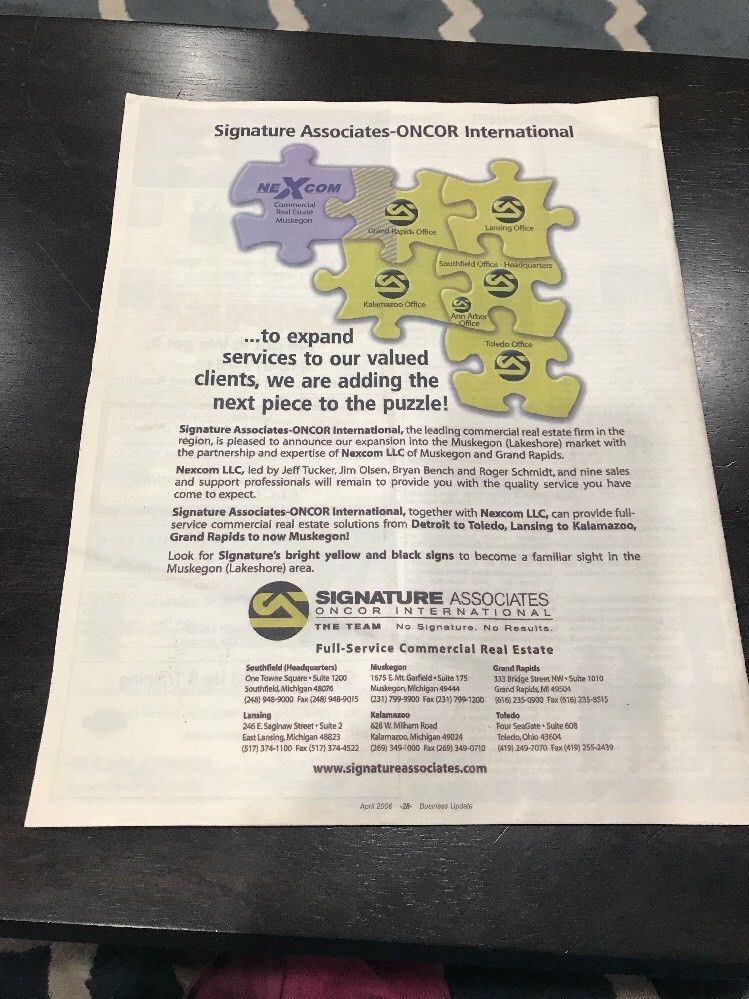 Signature Associates-ONCOR International
NEXCOM
Commercial
Real Estate
Muskegon
Grand Rapids Office
Lansing Office
Southfield Office - Headquarters
Kalamazoo Office
Ann Arbor
Office
Toledo Office
...to expand
services to our valued
clients, we are adding the
next piece to the puzzle!
Signature Associates-ONCOR International, the leading commercial real estate firm in the
region, is pleased to announce our expansion into the Muskegon (Lakeshore) market with
the partnership and expertise of Nexcom LLC of Muskegon and Grand Rapids.
Nexcom LLC, led by Jeff Tucker, Jim Olsen, Bryan Bench and Roger Schmidt, and nine sales
and support professionals will remain to provide you with the quality service you have
come to expect.
Signature Associates-ONCOR International, together with Nexcom LLC, can provide full-
service commercial real estate solutions from Detroit to Toledo, Lansing to Kalamazoo,
Grand Rapids to now Muskegon!
Look for Signature's bright yellow and black signs to become a familiar sight in the
Muskegon (Lakeshore) area.
SIGNATURE ASSOCIATES
ONCOR INTERNATIONAL
THE TEAM No Signature. No Results.
Full-Service Commercial Real Estate
Southfield (Headquarters)
One Towne Square • Suite 1200
Southfield, Michigan 48076
(248) 948-9000 Fax (248) 948-9015
Muskegon
1675 E. Mt. Garfield • Suite 175
Muskegon, Michigan 49444
(231) 799-9900 Fax (231) 799-1200
Grand Rapids
333 Bridge Street NW • Suite 1010
Grand Rapids, MI 49504
(616) 235-0900 Fax (616) 235-8515
Lansing
246 E. Saginaw Street • Suite 2
East Lansing, Michigan 48823
(517) 374-1100 Fax (517) 374-4522
Kalamazoo
628 W. Milham Road
Kalamazoo, Michigan 49024
(269) 349-1000 Fax (269) 349-0710
Toledo
Four SeaGate • Suite 608
Toledo, Ohio 43604
(419) 249-7070 Fax (419) 255-2439
www.signatureassociates.com
April 2006 -28- Business Update